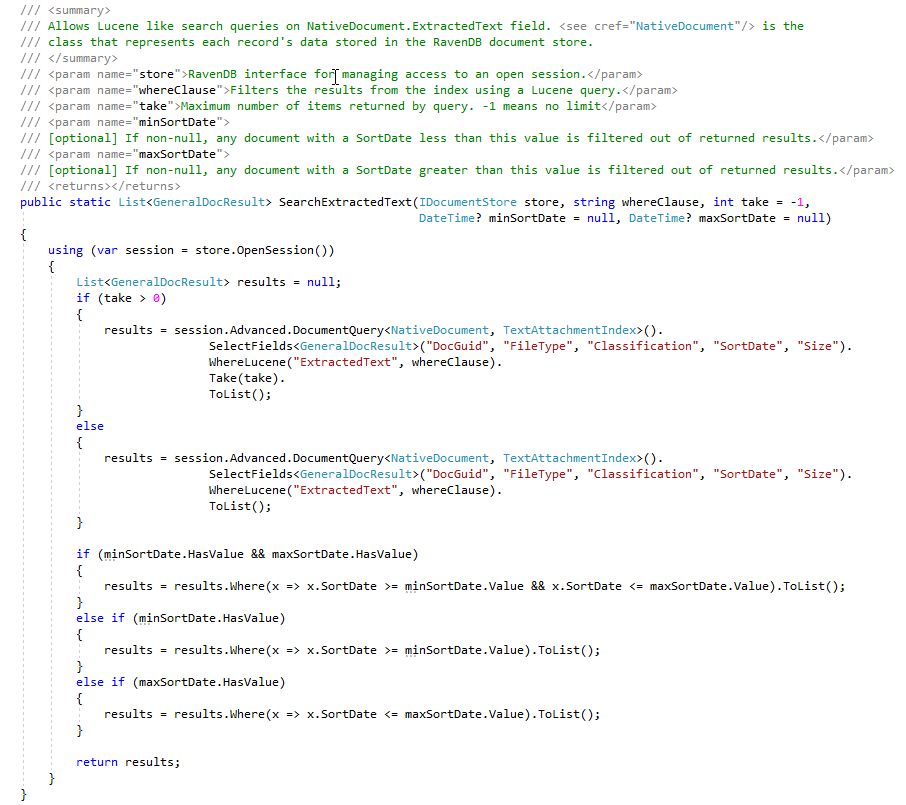 /// <summary>
/// Allows Lucene like search queries on NativeDocument.ExtractedText field. <see cref="NativeDocument"/> is the
/// class that represents each record's data stored in the RavenDB document store.
/// </summary>
/// <param name="store">RavenDB interface for managing access to an open session.</param>
/// <param name="whereClause">Filters the results from the index using a Lucene query.</param>
/// <param name="take">Maximum number of items returned by query. -1 means no limit</param>
/// <param name="minSortDate">
/// [optional] If non-null, any document with a SortDate less than this value is filtered out of returned results.</param>
/// <param name="maxSortDate">
/// [optional] If non-null, any document with a SortDate greater than this value is filtered out of returned results.</param>
/// <returns></returns>
public static List<GeneralDocResult> SearchExtractedText(IDocumentStore store, string whereClause, int take = -1,
DateTime? minSortDate = null, DateTime? maxSortDate = null)
{
using (var session = store.OpenSession())
{
List<GeneralDocResult> results = null;
if (take > 0)
{
results = session.Advanced.DocumentQuery<NativeDocument, TextAttachmentIndex>().
SelectFields<GeneralDocResult>("DocGuid", "FileType", "Classification", "SortDate", "Size").
WhereLucene("ExtractedText", whereClause).
Take(take).
ToList();
}
else
{
results = session.Advanced.DocumentQuery<NativeDocument, TextAttachmentIndex>().
SelectFields<GeneralDocResult>("DocGuid", "FileType", "Classification", "SortDate", "Size").
WhereLucene("ExtractedText", whereClause).
ToList();
}
if (minSortDate.HasValue && maxSortDate.HasValue)
{
results = results.Where(x => x.SortDate >= minSortDate.Value && x.SortDate <= maxSortDate.Value).ToList();
}
else if (minSortDate.HasValue)
{
results = results.Where(x => x.SortDate >= minSortDate.Value).ToList();
}
else if (maxSortDate.HasValue)
{
results = results.Where(x => x.SortDate <= maxSortDate.Value).ToList();
}
return results;
}
}